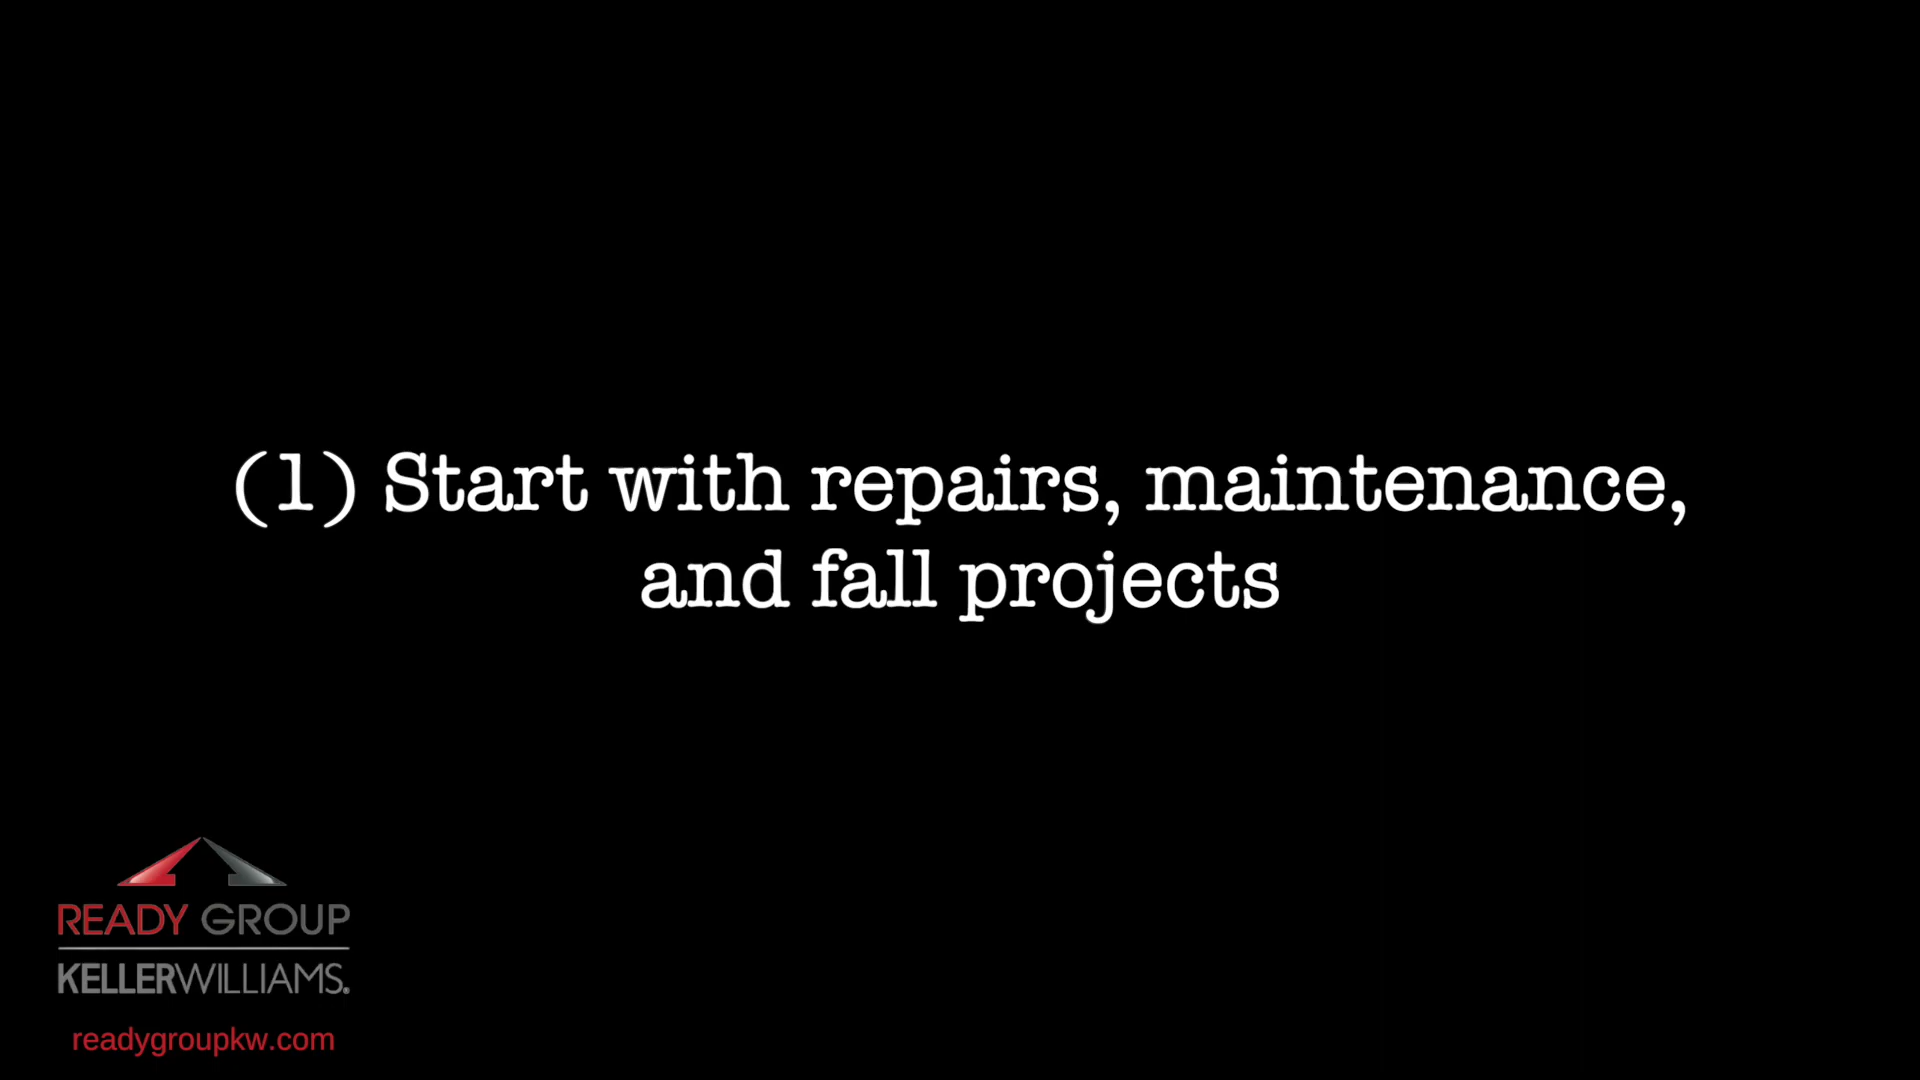 (1) Start with repairs, maintenance,
and fall projects
READY GROUP
KELLERWILLIAMS.
readygroupkw.com